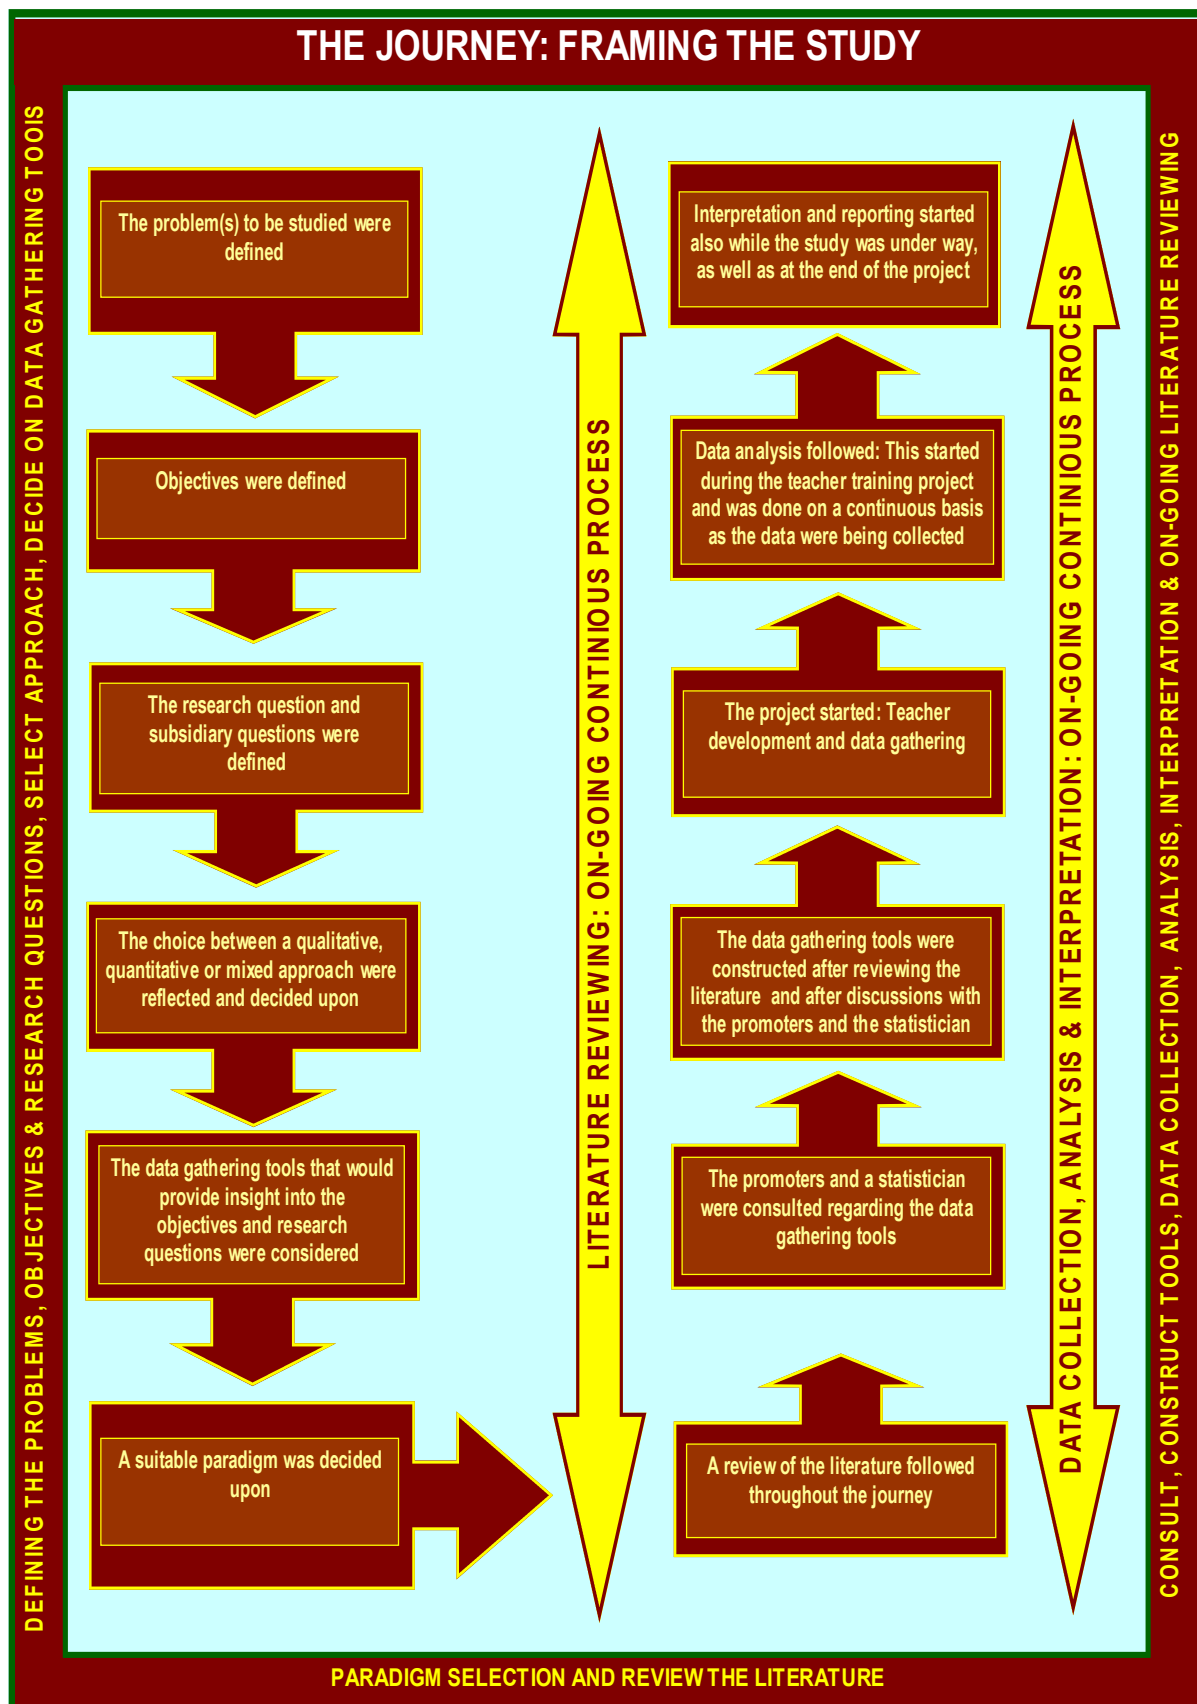 THE JOURNEY: FRAMING THE STUDY
DEFINING THE PROBLEMS, OBJECTIVES & RESEARCH QUESTIONS, SELECT APPROACH, DECIDE ON DATA GATHERING TOOlS
The problem(s) to be studied were
defined
Objectives were defined
The research question and
subsidiary questions were
defined
The choice between a qualitative,
quantitative or mixed approach were
reflected and decided upon
The data gathering tools that would
provide insight into the
objectives and research
questions were considered
A suitable paradigm was decided
upon
LITERATURE REVIEWING: ON-GOING CONTINIOUS PROCESS
Interpretation and reporting started
also while the study was under way,
as well as at the end of the project
Data analysis followed: This started
during the teacher training project
and was done on a continuous basis
as the data were being collected
The project started: Teacher
development and data gathering
The data gathering tools were
constructed after reviewing the
literature and after discussions with
the promoters and the statistician
The promoters and a statistician
were consulted regarding the data
gathering tools
A review of the literature followed
throughout the journey
DATA COLLECTION, ANALYSIS & INTERPRETATION: ON-GOING CONTINIOUS PROCESS
CONSULT, CONSTRUCT TOOLS, DATA COLLECTION, ANALYSIS, INTERPRETATION & ON-GOING LITERATURE REVIEWING
PARADIGM SELECTION AND REVIEW THE LITERATURE